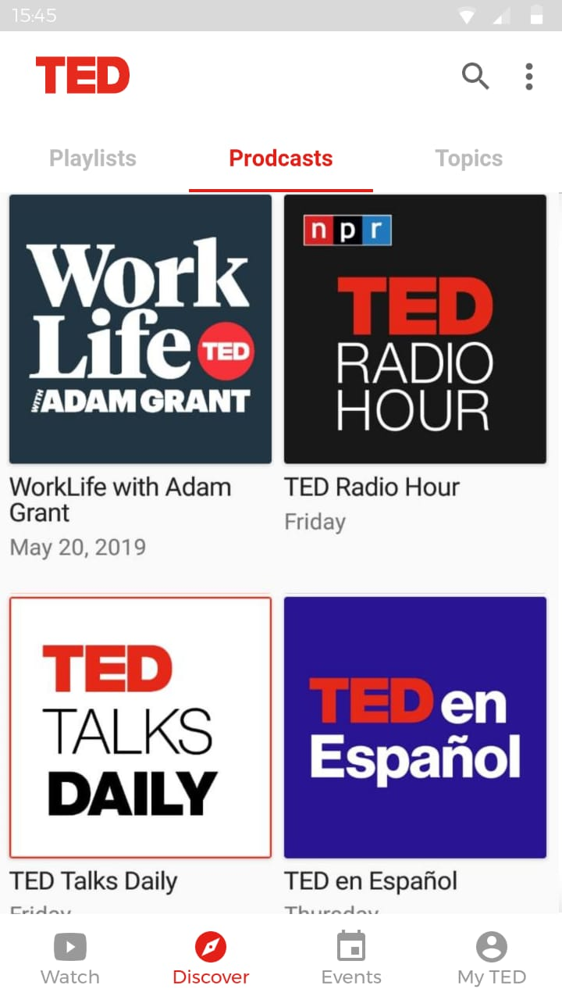 15:45
TED
Playlists
Prodcasts
Topics
Work
Life
TED
WITH ADAM GRANT
npr
TED
RADIO
HOUR
WorkLife with Adam
Grant
May 20, 2019
TED Radio Hour
Friday
TED
TALKS
DAILY
TED en
Español
TED Talks Daily
Friday
TED en Español
Thursday
Watch
Discover
Events
My TED